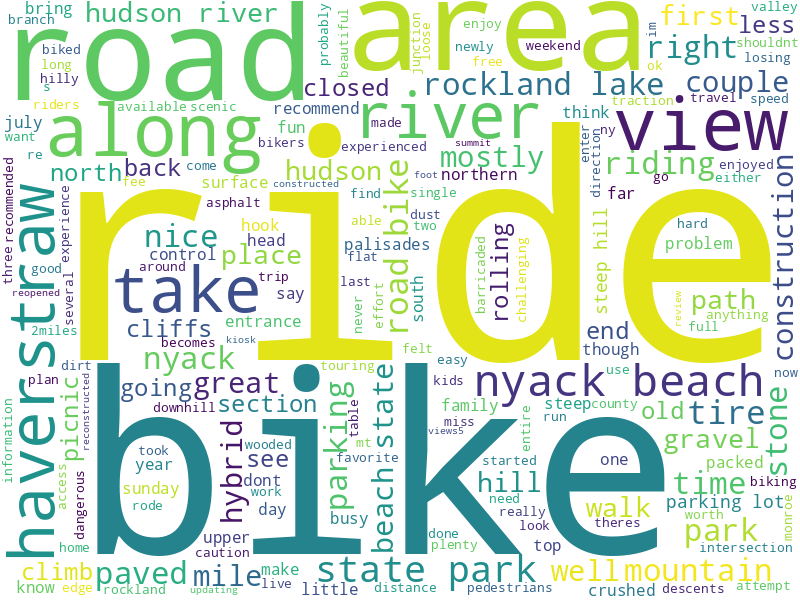 bring
branch
hudson river
probably
beautiful
enjoy
im
weekend
junction
loose
newly
free
ok
first
less
valley
shouldnt
losing
road
area
biked
long
hilly
s
riders
want
available
scenic
closed
recommend
right
rockland lake
couple
traction
travel
speed
july
re
along
fun
made
experienced
bikers
river
think
view
ny
enter
direction
north
back
come
hudson
mostly
northern
riding
go
enjoyed
either
far
three
recommended
experience
fee
surface
constructed
summit
foot
single
find
asphalt
hook
able
dust
two
haverstraw
ride
nice
control
head
place
palisades
flat
road bike
south
rolling
barricaded
challenging
steep hill
hard
problem
construction
good
several
take
around
trip
say
last
never
effort
path
anything
full
review
reopened
2miles
cliffs
entrance
becomes
kiosk
end
though
use
now
plan
dirt
reconstructed
nyack
touring
felt
easy
nyack beach
information
picnic
going
great
parking
table
kids
family
steep
county
old
tire
stone
access
dangerous
downhill
section
mt
favorite
beach
state
views5
miss
entire
run
gravel
bike
took
year
wooded
see
hybrid
dont
work
day
started
hill
need
really
look
one
theres
packed
time
biking
sunday
rode
busy
done
plenty
top
walk
parking lot
worth
park
monroe
intersection
home
upper
caution
climb
edge
know
rockland
paved
updating
mile
make
live
little
state park
distance
pedestrians
well
mountain
crushed
descents
attempt